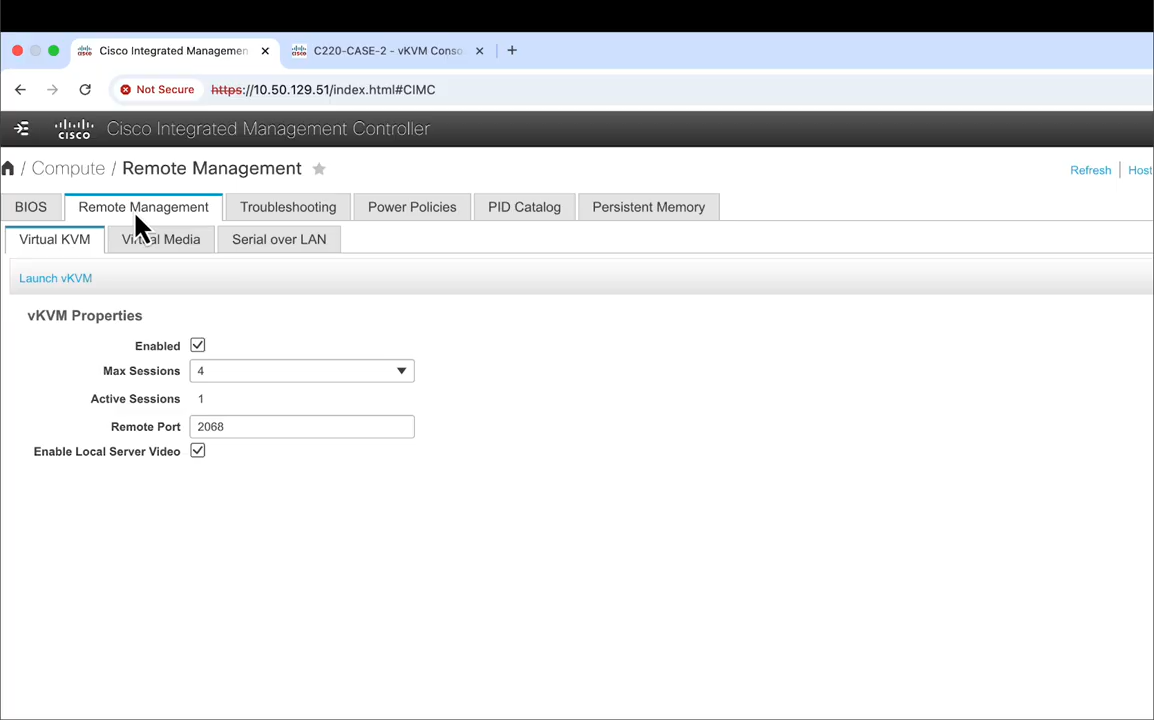 Cisco Integrated Managemen
C220-CASE-2 - vKVM Conso
Not Secure https://10.50.129.51/index.html#CIMC
CISCO Cisco Integrated Management Controller
/ Compute / Remote Management
Refresh Host
BIOS Remote Management Troubleshooting Power Policies PID Catalog Persistent Memory
Virtual KVM Virtual Media Serial over LAN
Launch vKVM
vKVM Properties
Enabled
Max Sessions 4
Active Sessions 1
Remote Port 2068
Enable Local Server Video